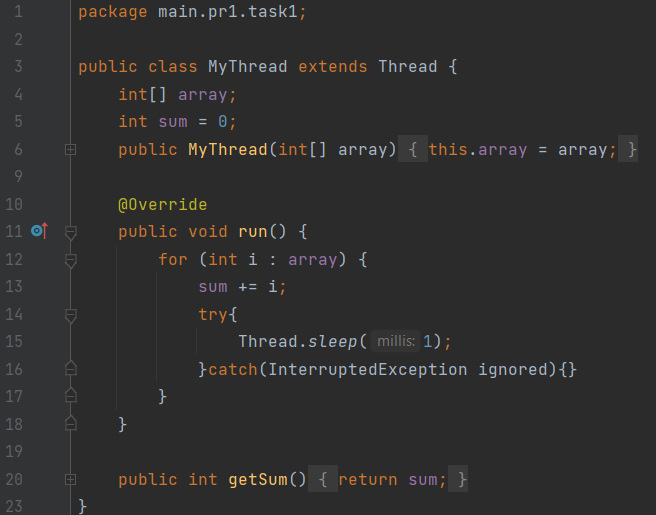 1 package main.pr1.task1;
2
3 public class MyThread extends Thread {
4 int[] array;
5 int sum = 0;
6 public MyThread(int[] array) { this.array = array; }
9
10 @Override
11 public void run() {
12 for (int i : array) {
13 sum += i;
14 try{
15 Thread.sleep( millis: 1);
16 }catch(InterruptedException ignored){}
17 }
18 }
19
20 public int getSum() { return sum; }
23 }